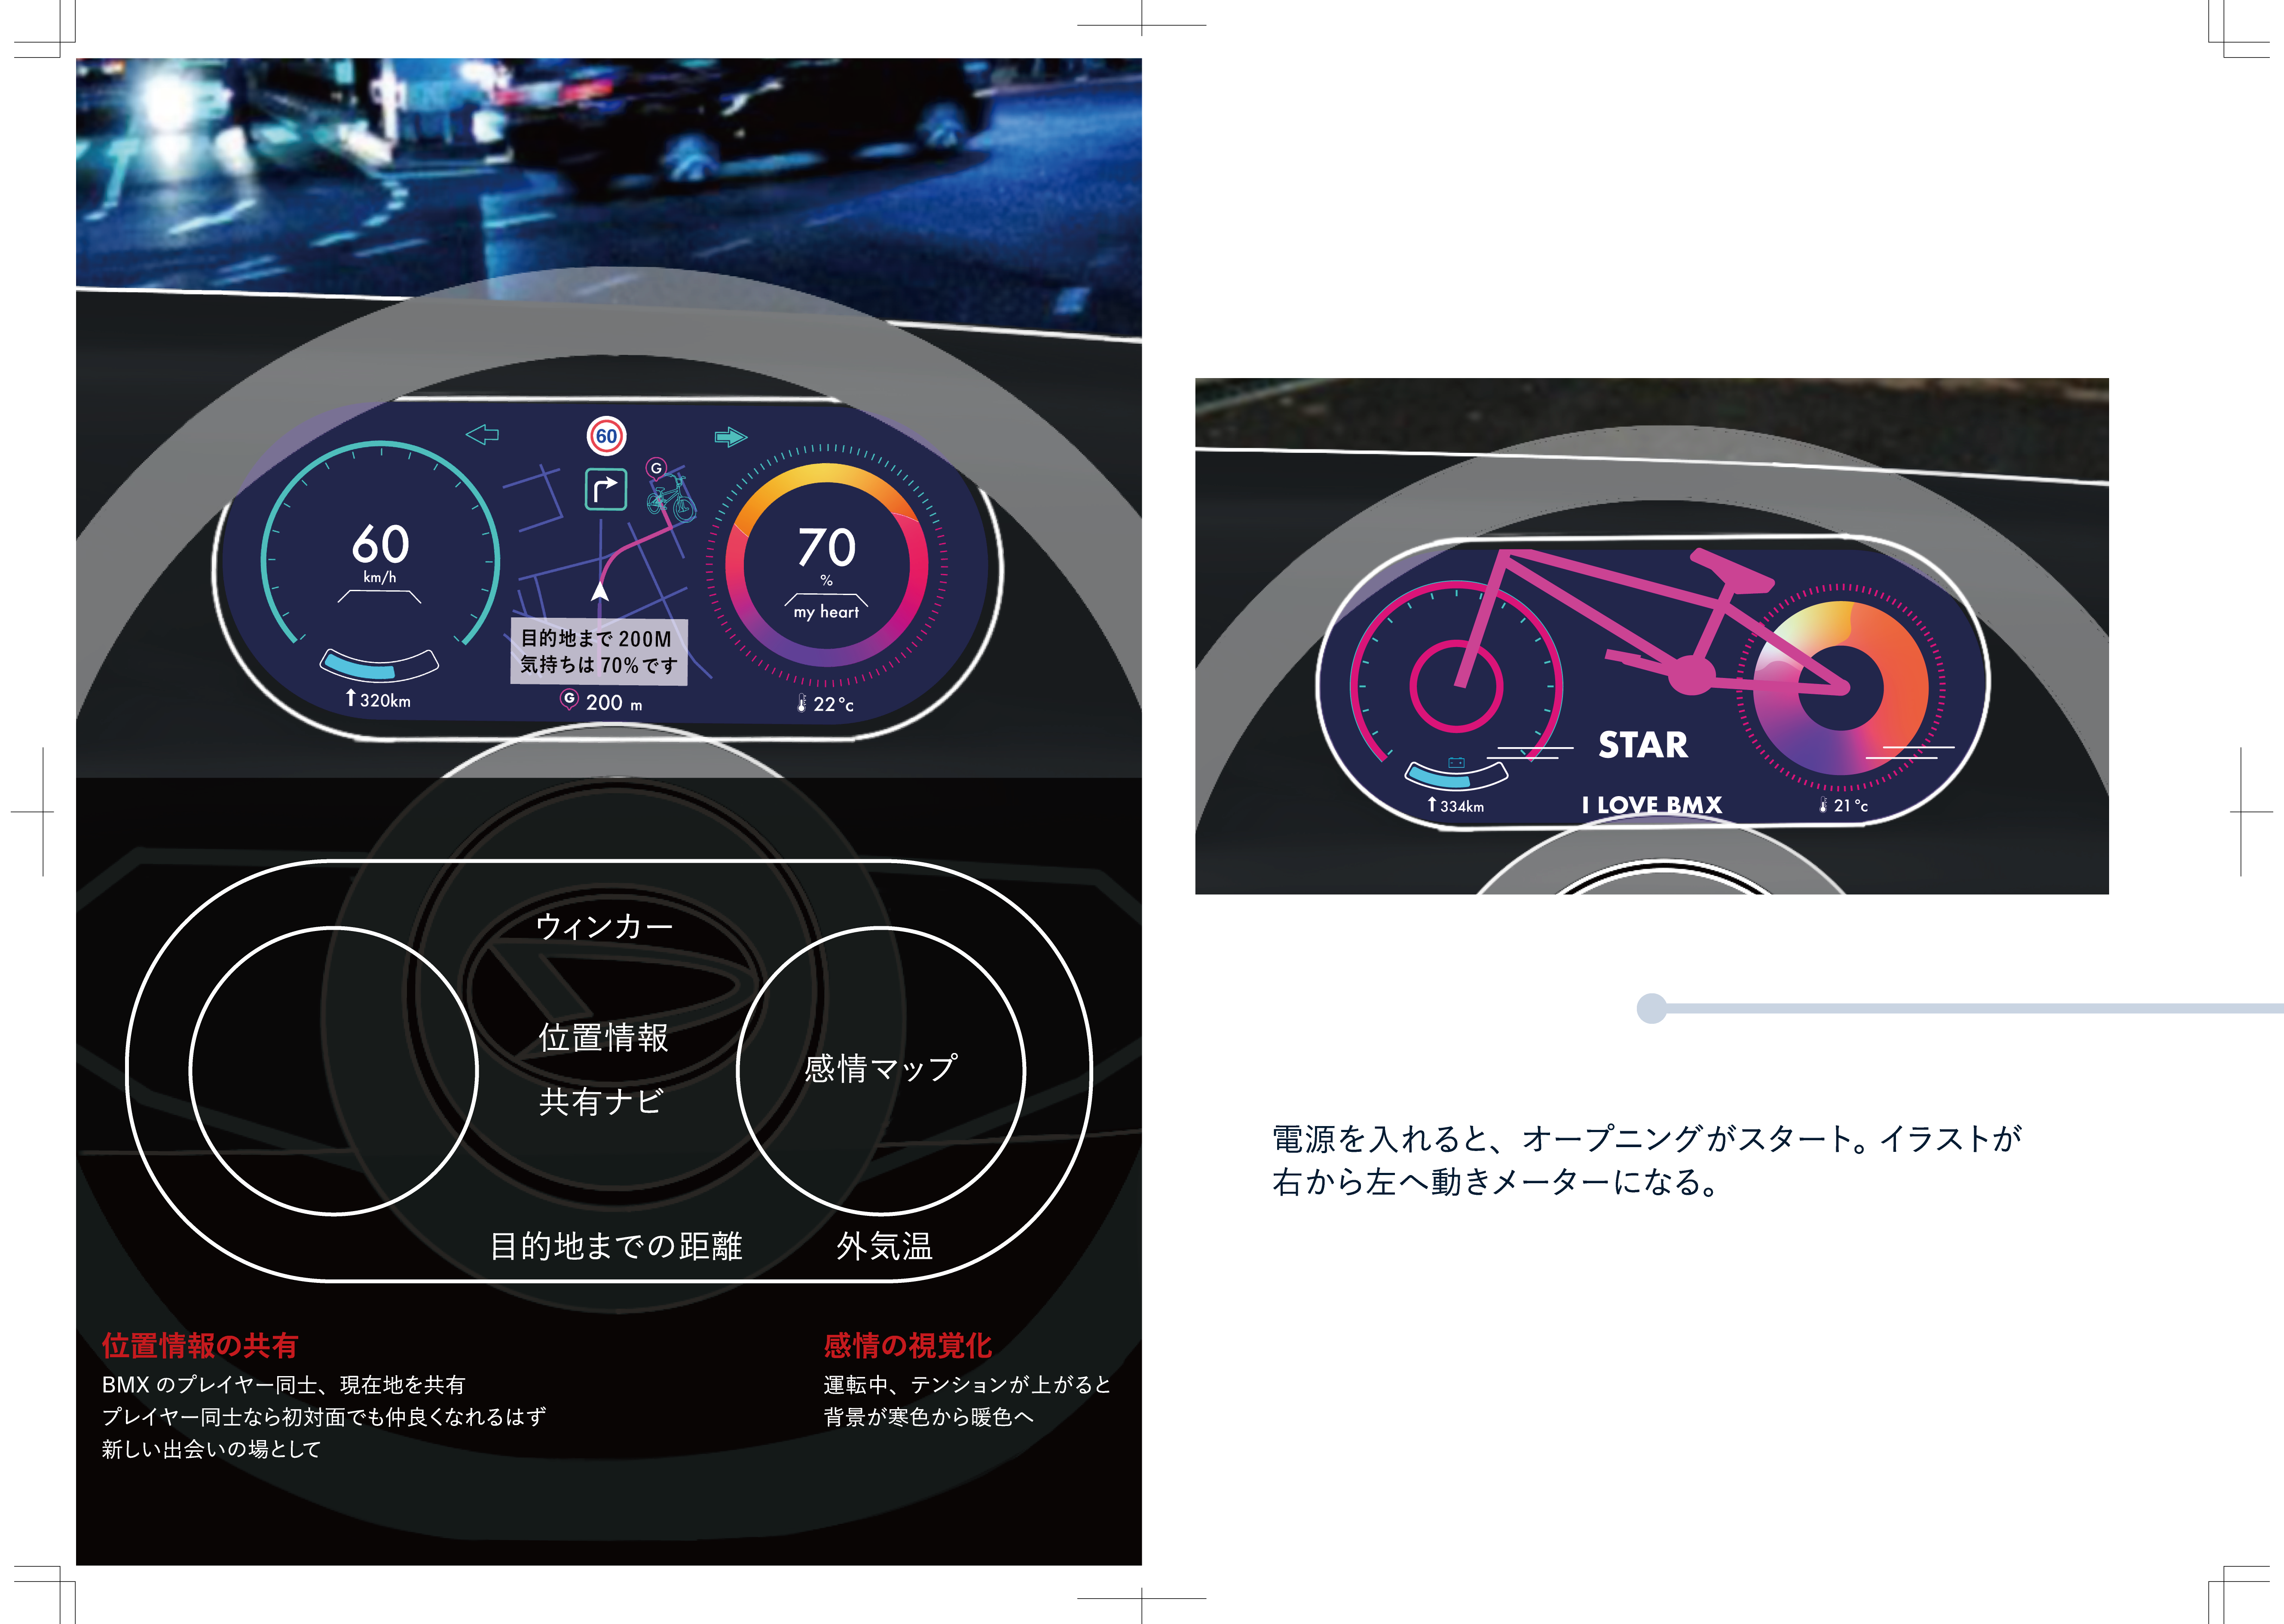 60
G
60
km/h
70
%
my heart
目的地まで 200M
気持ちは 70% です
320km
G 200 m
22°c
ウィンカー
位置情報
共有ナビ
感情マップ
目的地までの距離
外気温
位置情報の共有
BMX のプレイヤー同士、現在地を共有
プレイヤー同士なら初対面でも仲良くなれるはず
新しい出会いの場として
感情の視覚化
運転中、テンションが上がると
背景が寒色から暖色へ
STAR
334km
I LOVE BMX
21°c
電源を入れると、オープニングがスタート。イラストが
右から左へ動きメーターになる。